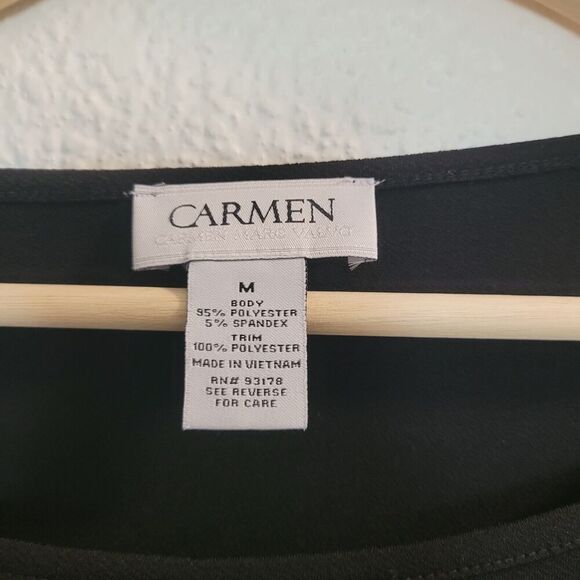 CARMEN
CARMEN MARC VALVO
M
BODY
95% POLYESTER
5% SPANDEX
TRIM
100% POLYESTER
MADE IN VIETNAM
RN# 93178
SEE REVERSE
FOR CARE